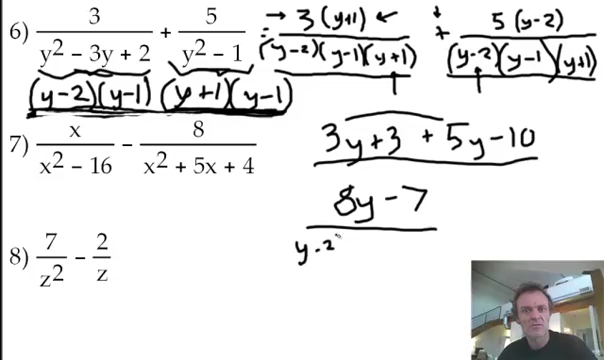 6) 3/(y² − 3y + 2) + 5/(y² − 1) = → 3(y+1)/((y−2)(y−1)(y+1)) ← + 5(y−2)/((y−2)(y−1)(y+1))
(y−2)(y−1) (y+1)(y−1)
3y+3 + 5y−10
7) x/(x² − 16) − 8/(x² + 5x + 4)
8y − 7
y−2
8) 7/z² − 2/z